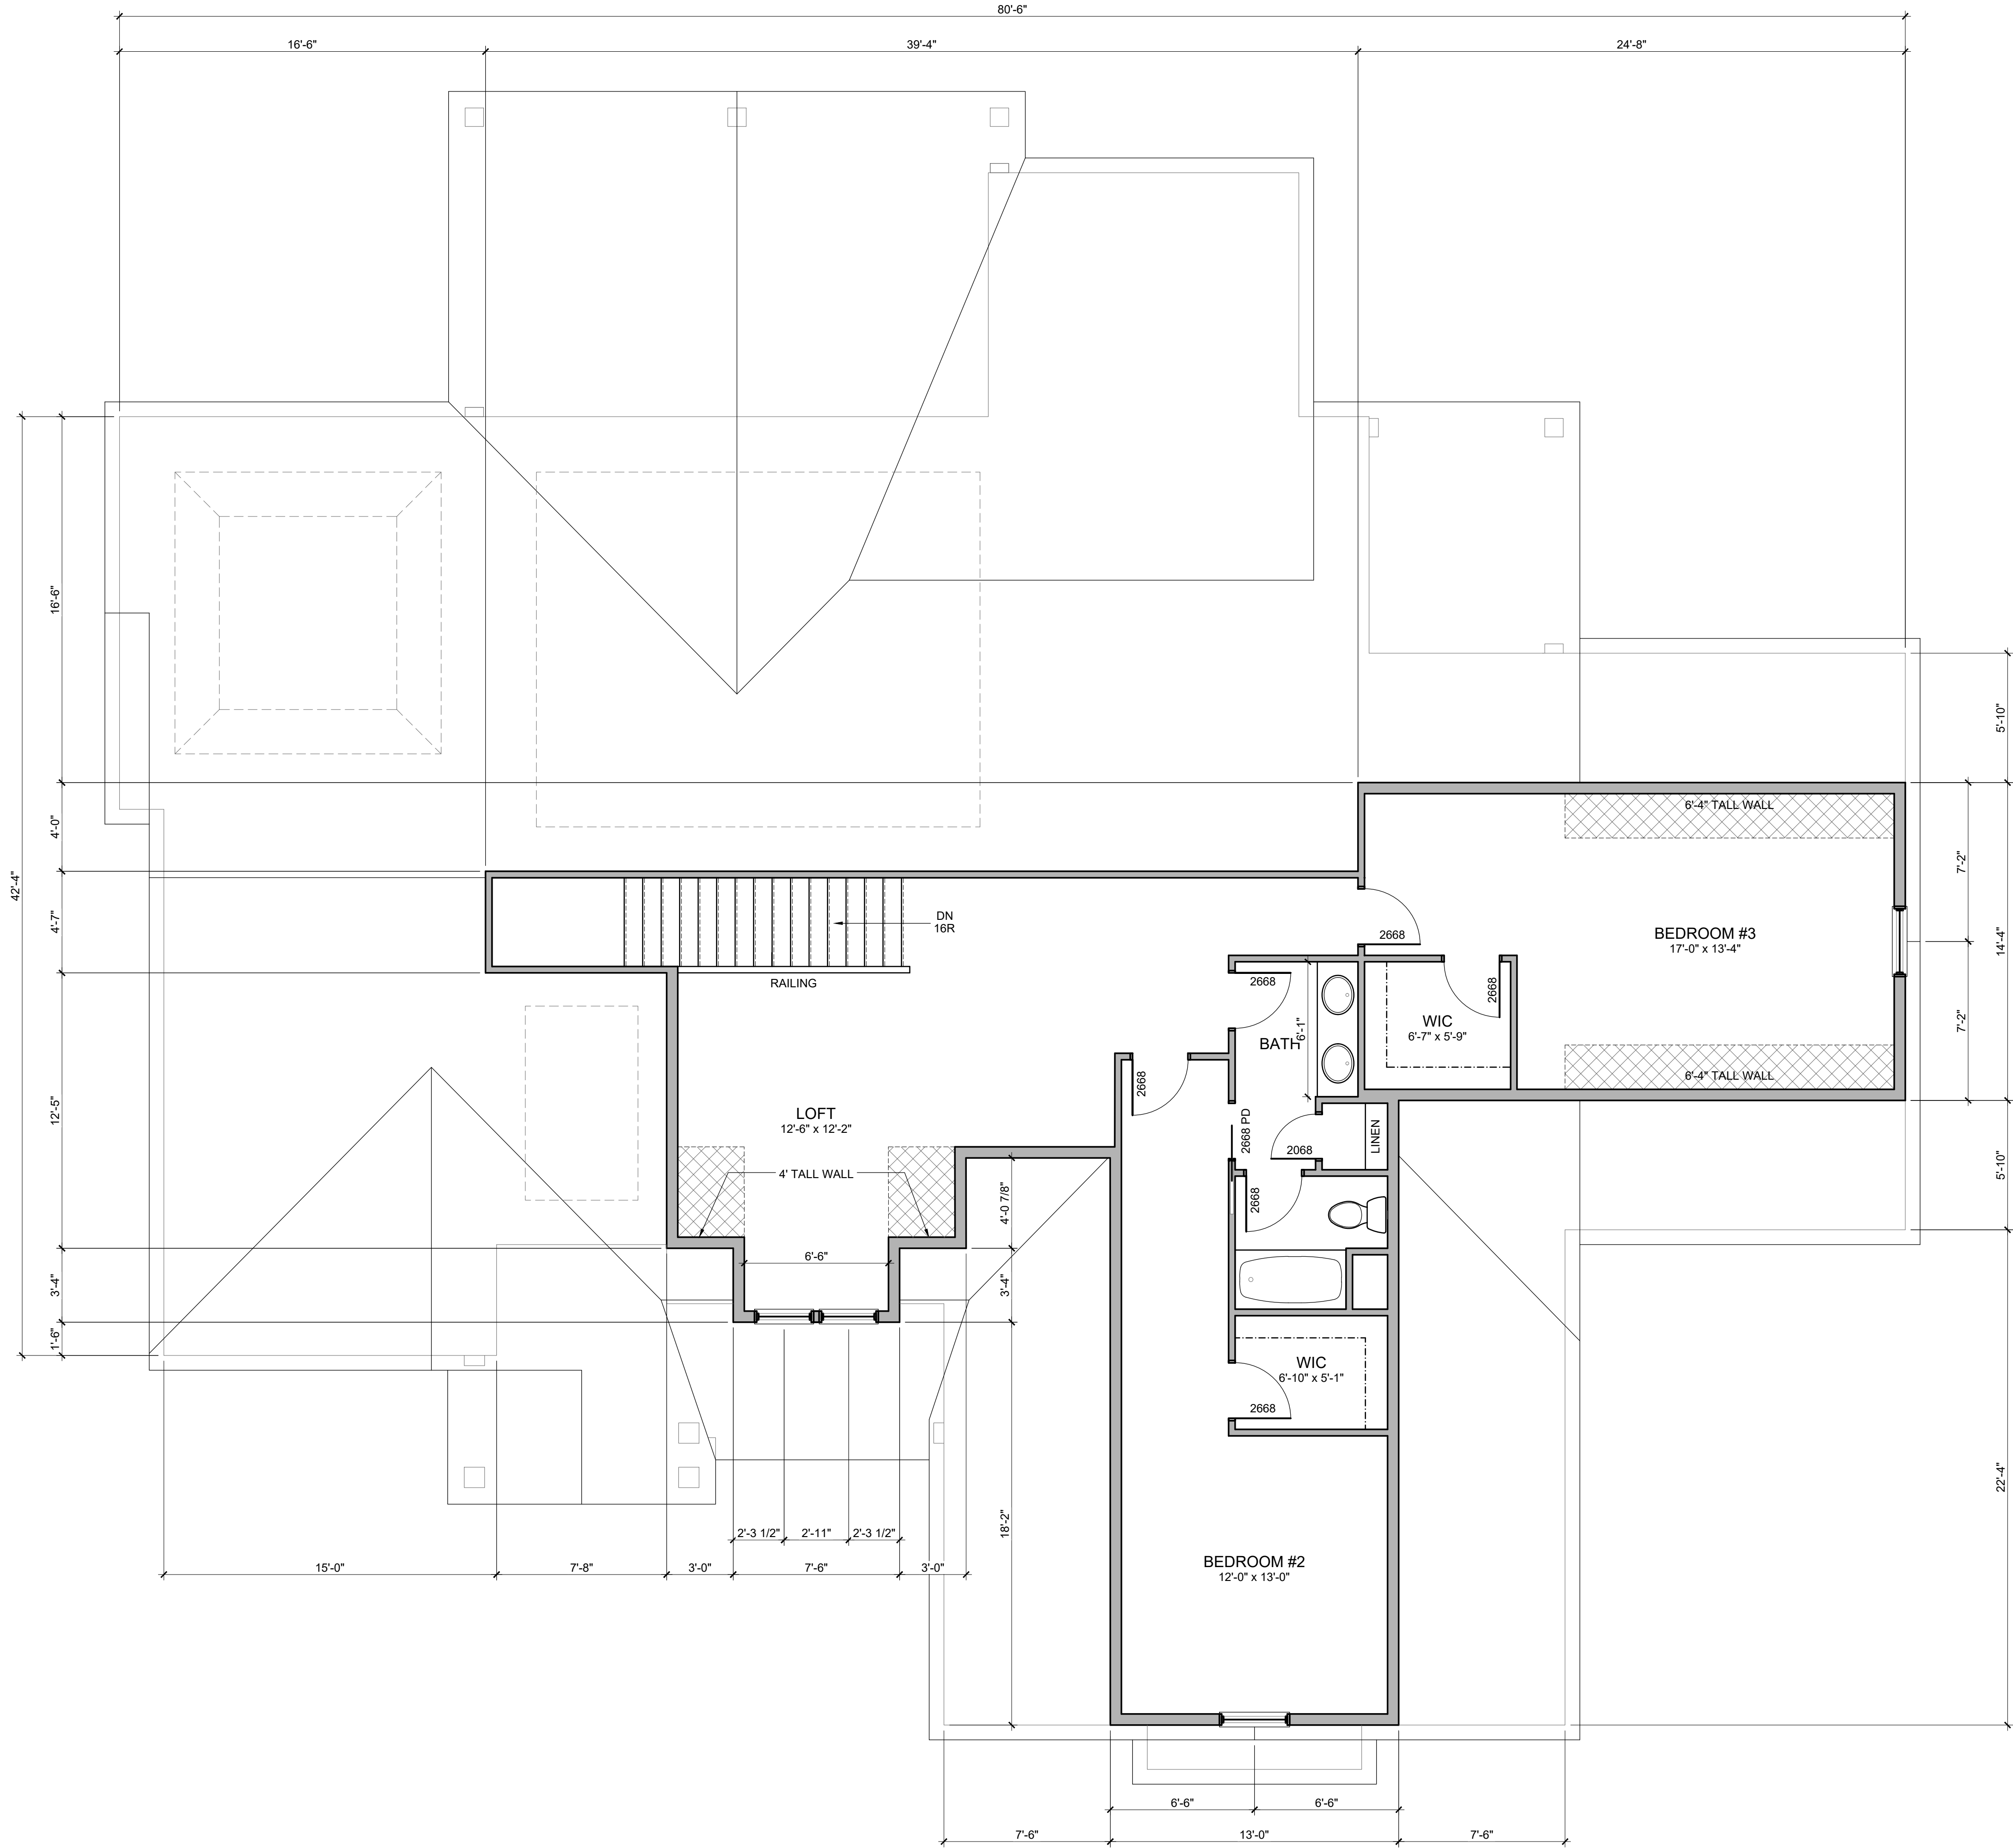 80'-6"
16'-6"
39'-4"
24'-8"
16'-6"
4'-0"
42'-4"
4'-7"
12'-5"
3'-4"
1'-6"
5'-10"
7'-2"
14'-4"
7'-2"
5'-10"
22'-4"
6'-4" TALL WALL
DN
16R
RAILING
2668
BEDROOM #3
17'-0" x 13'-4"
2668
6'-1"
BATH
2668
WIC
6'-7" x 5'-9"
6'-4" TALL WALL
2668
LOFT
12'-6" x 12'-2"
2668 PD
2068
LINEN
4' TALL WALL
2668
4'-0 7/8"
6'-6"
3'-4"
WIC
6'-10" x 5'-1"
2668
18'-2"
2'-3 1/2"
2'-11"
2'-3 1/2"
15'-0"
7'-8"
3'-0"
7'-6"
3'-0"
BEDROOM #2
12'-0" x 13'-0"
6'-6"
6'-6"
7'-6"
13'-0"
7'-6"